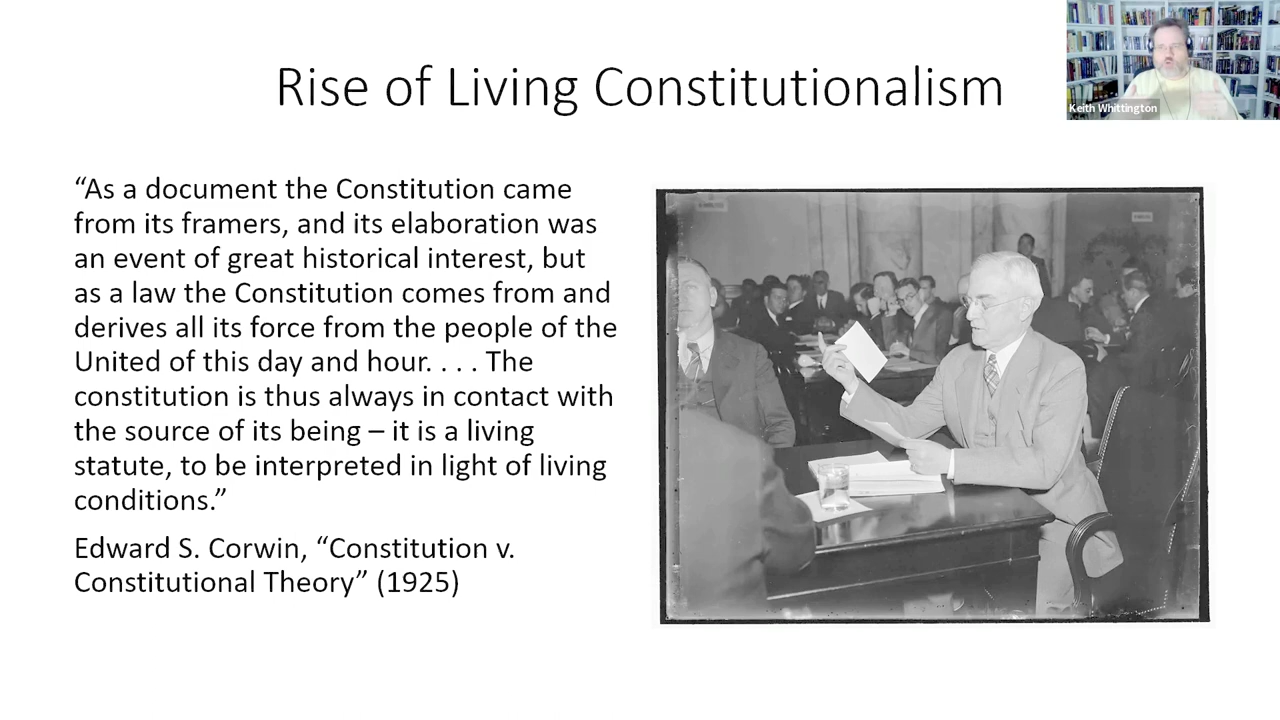 Rise of Living Constitutionalism
Keith Whittington
“As a document the Constitution came
from its framers, and its elaboration was
an event of great historical interest, but
as a law the Constitution comes from and
derives all its force from the people of the
United of this day and hour. . . . The
constitution is thus always in contact with
the source of its being – it is a living
statute, to be interpreted in light of living
conditions.”
Edward S. Corwin, “Constitution v.
Constitutional Theory” (1925)